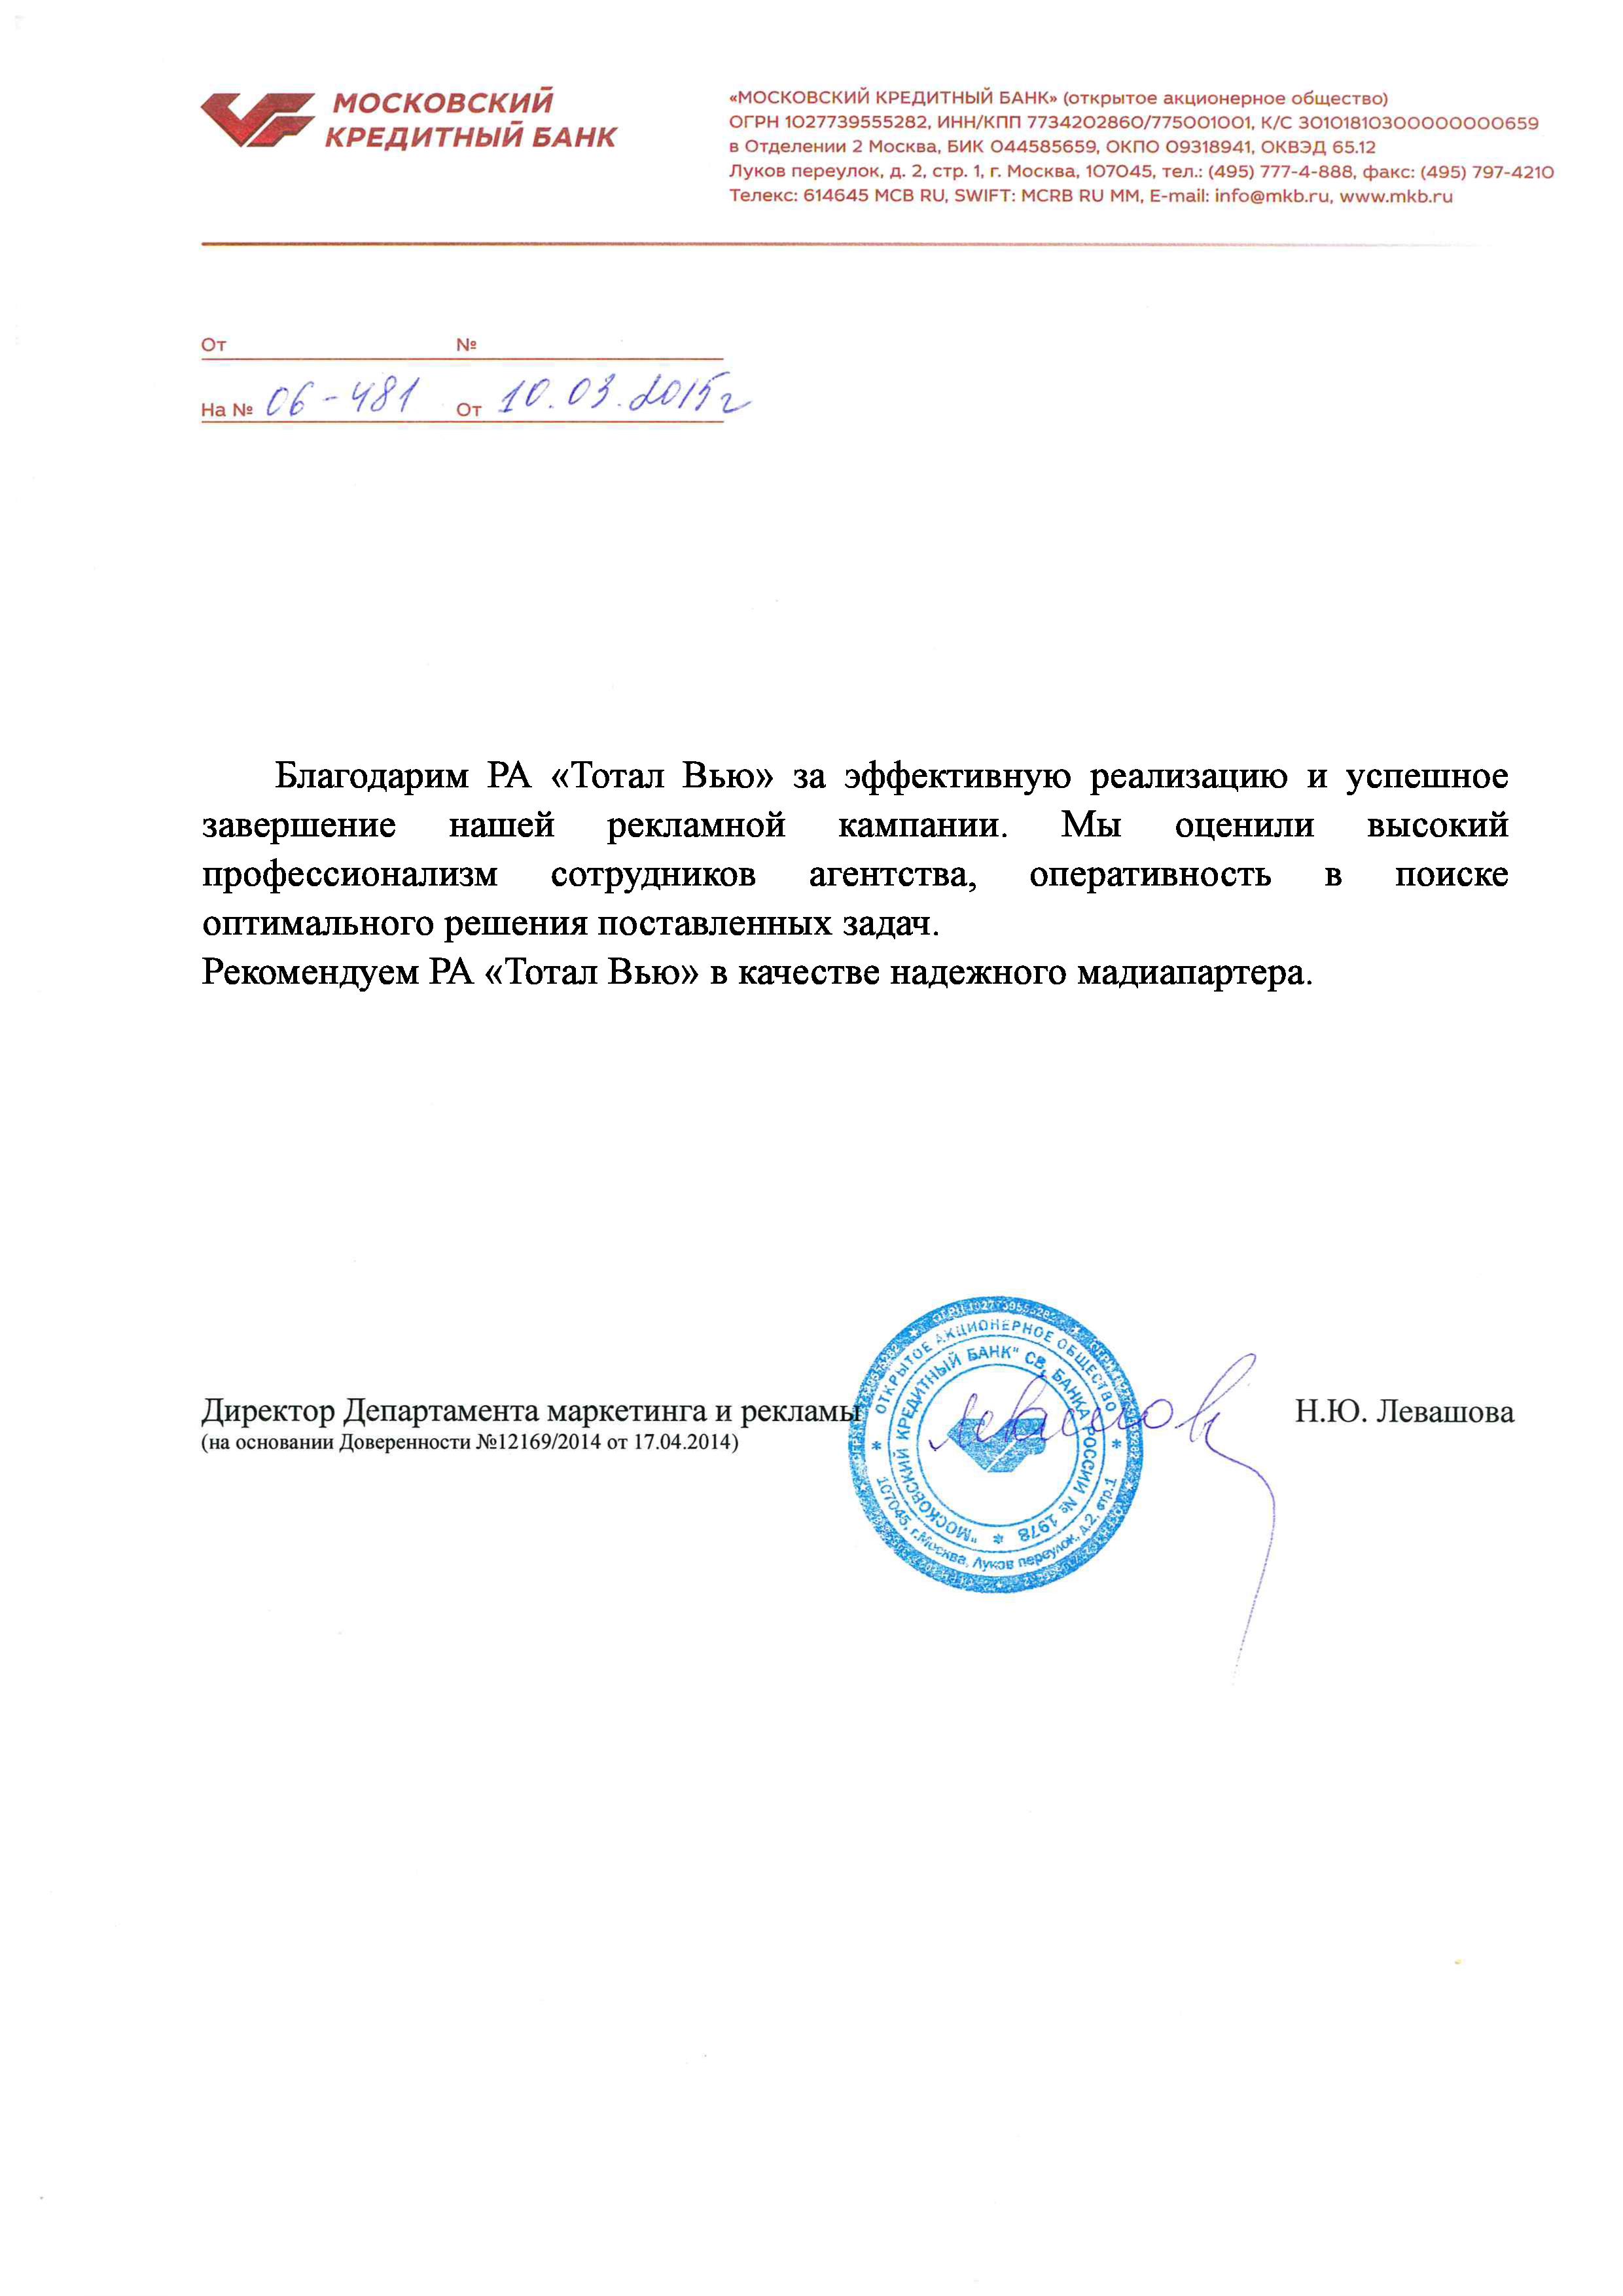 МОСКОВСКИЙ
КРЕДИТНЫЙ БАНК
«МОСКОВСКИЙ КРЕДИТНЫЙ БАНК» (открытое акционерное общество)
ОГРН 1027739555282, ИНН/КПП 7734202860/775001001, К/С 30101810300000000659
в Отделении 2 Москва, БИК 044585659, ОКПО 09318941, ОКВЭД 65.12
Луков переулок, д. 2, стр. 1, г. Москва, 107045, тел.: (495) 777-4-888, факс: (495) 797-4210
Телекс: 614645 MCB RU, SWIFT: MCRB RU MM, E-mail: info@mkb.ru, www.mkb.ru
От №
На № 06-481 От 10.03.2015г
Благодарим РА «Тотал Вью» за эффективную реализацию и успешное
завершение нашей рекламной кампании. Мы оценили высокий
профессионализм сотрудников агентства, оперативность в поиске
оптимального решения поставленных задач.
Рекомендуем РА «Тотал Вью» в качестве надежного мадиапартера.
Директор Департамента маркетинга и рекламы Н.Ю. Левашова
(на основании Доверенности №12169/2014 от 17.04.2014)
ОГРН 1027739555282
* ОТКРЫТОЕ АКЦИОНЕРНОЕ ОБЩЕСТВО *
107045, г.Москва, Луков переулок, д.2, стр.1
"МОСКОВСКИЙ КРЕДИТНЫЙ БАНК" СВ. БАНКА РОССИИ № 1978 *